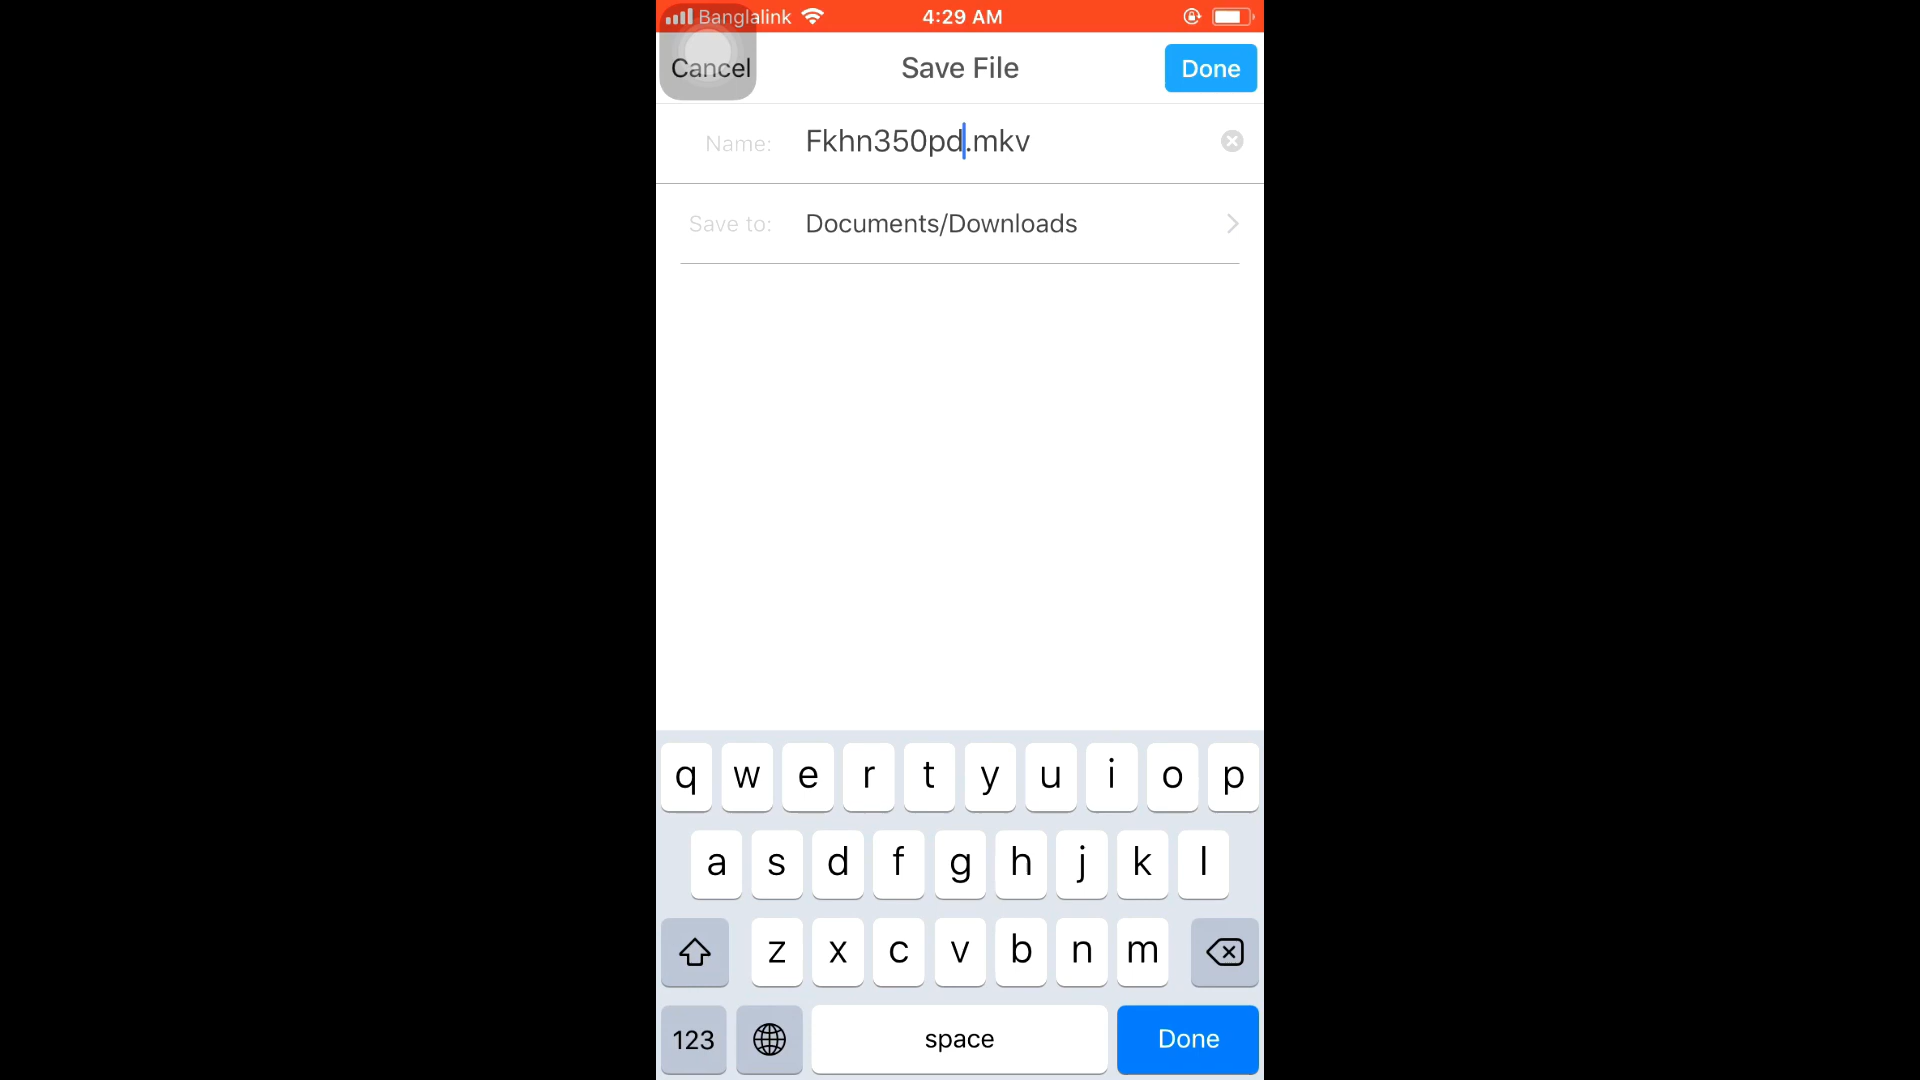 Banglalink 4:29 AM
Cancel Save File Done
Name: Fkhn350pd.mkv
Save to: Documents/Downloads
q w e r t y u i o p
a s d f g h j k l
z x c v b n m
123 space Done